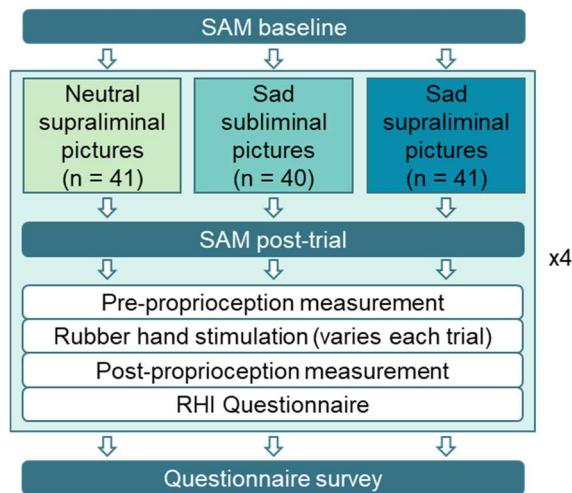 SAM baseline
Neutral
supraliminal
pictures
(n = 41)
Sad
subliminal
pictures
(n = 40)
Sad
supraliminal
pictures
(n = 41)
SAM post-trial
x4
Pre-proprioception measurement
Rubber hand stimulation (varies each trial)
Post-proprioception measurement
RHI Questionnaire
Questionnaire survey